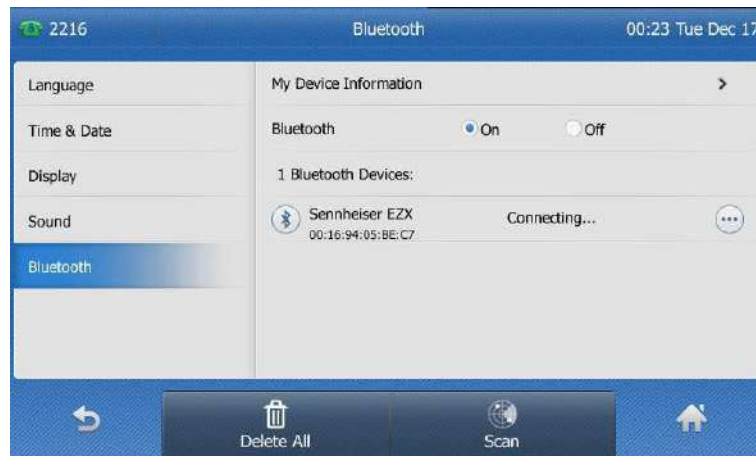 2216
Bluetooth
00:23 Tue Dec 17
Language
Time & Date
Display
Sound
Bluetooth
My Device Information
Bluetooth
On
Off
1 Bluetooth Devices:
Sennheiser EZX
Connecting...
00:16:94:05:BE:C7
Delete All
Scan